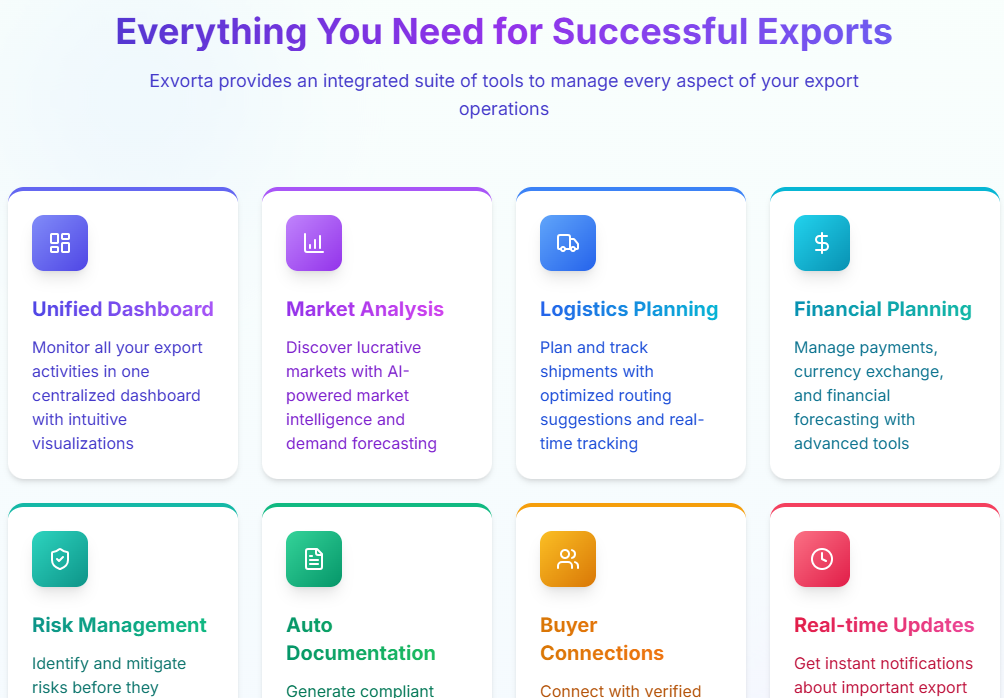 Everything You Need for Successful Exports
Exvorta provides an integrated suite of tools to manage every aspect of your export
operations
Unified Dashboard
Monitor all your export
activities in one
centralized dashboard
with intuitive
visualizations
Market Analysis
Discover lucrative
markets with AI-
powered market
intelligence and
demand forecasting
Logistics Planning
Plan and track
shipments with
optimized routing
suggestions and real-
time tracking
Financial Planning
Manage payments,
currency exchange,
and financial
forecasting with
advanced tools
Risk Management
Identify and mitigate
risks before they
Auto
Documentation
Generate compliant
Buyer
Connections
Connect with verified
Real-time Updates
Get instant notifications
about important export